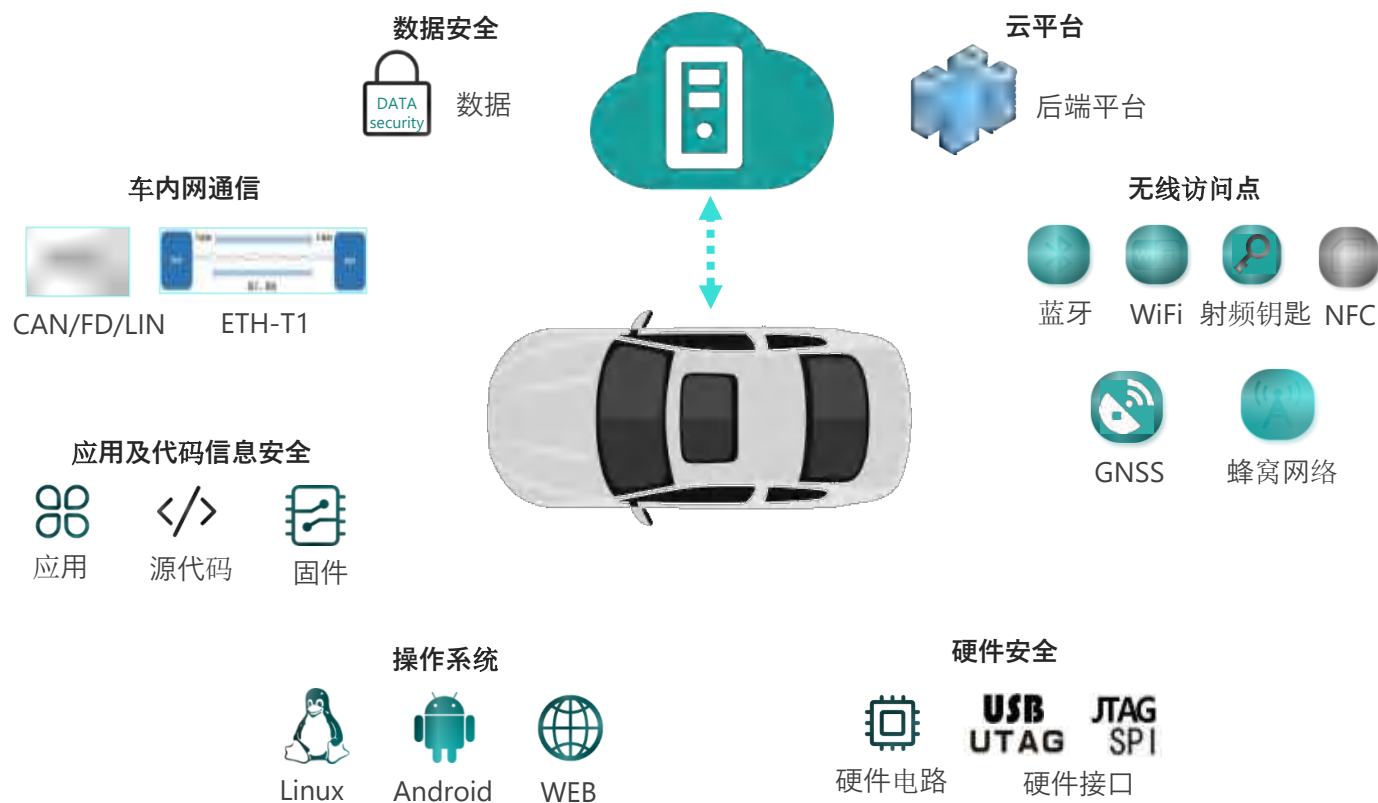 数据安全
云平台
DATA
security
数据
后端平台
车内网通信
无线访问点
CAN/FD/LIN
ETH-T1
蓝牙
WiFi
射频钥匙
NFC
GNSS
蜂窝网络
应用及代码信息安全
应用
源代码
固件
操作系统
硬件安全
USB
UTAG
JTAG
SPI
Linux
Android
WEB
硬件电路
硬件接口